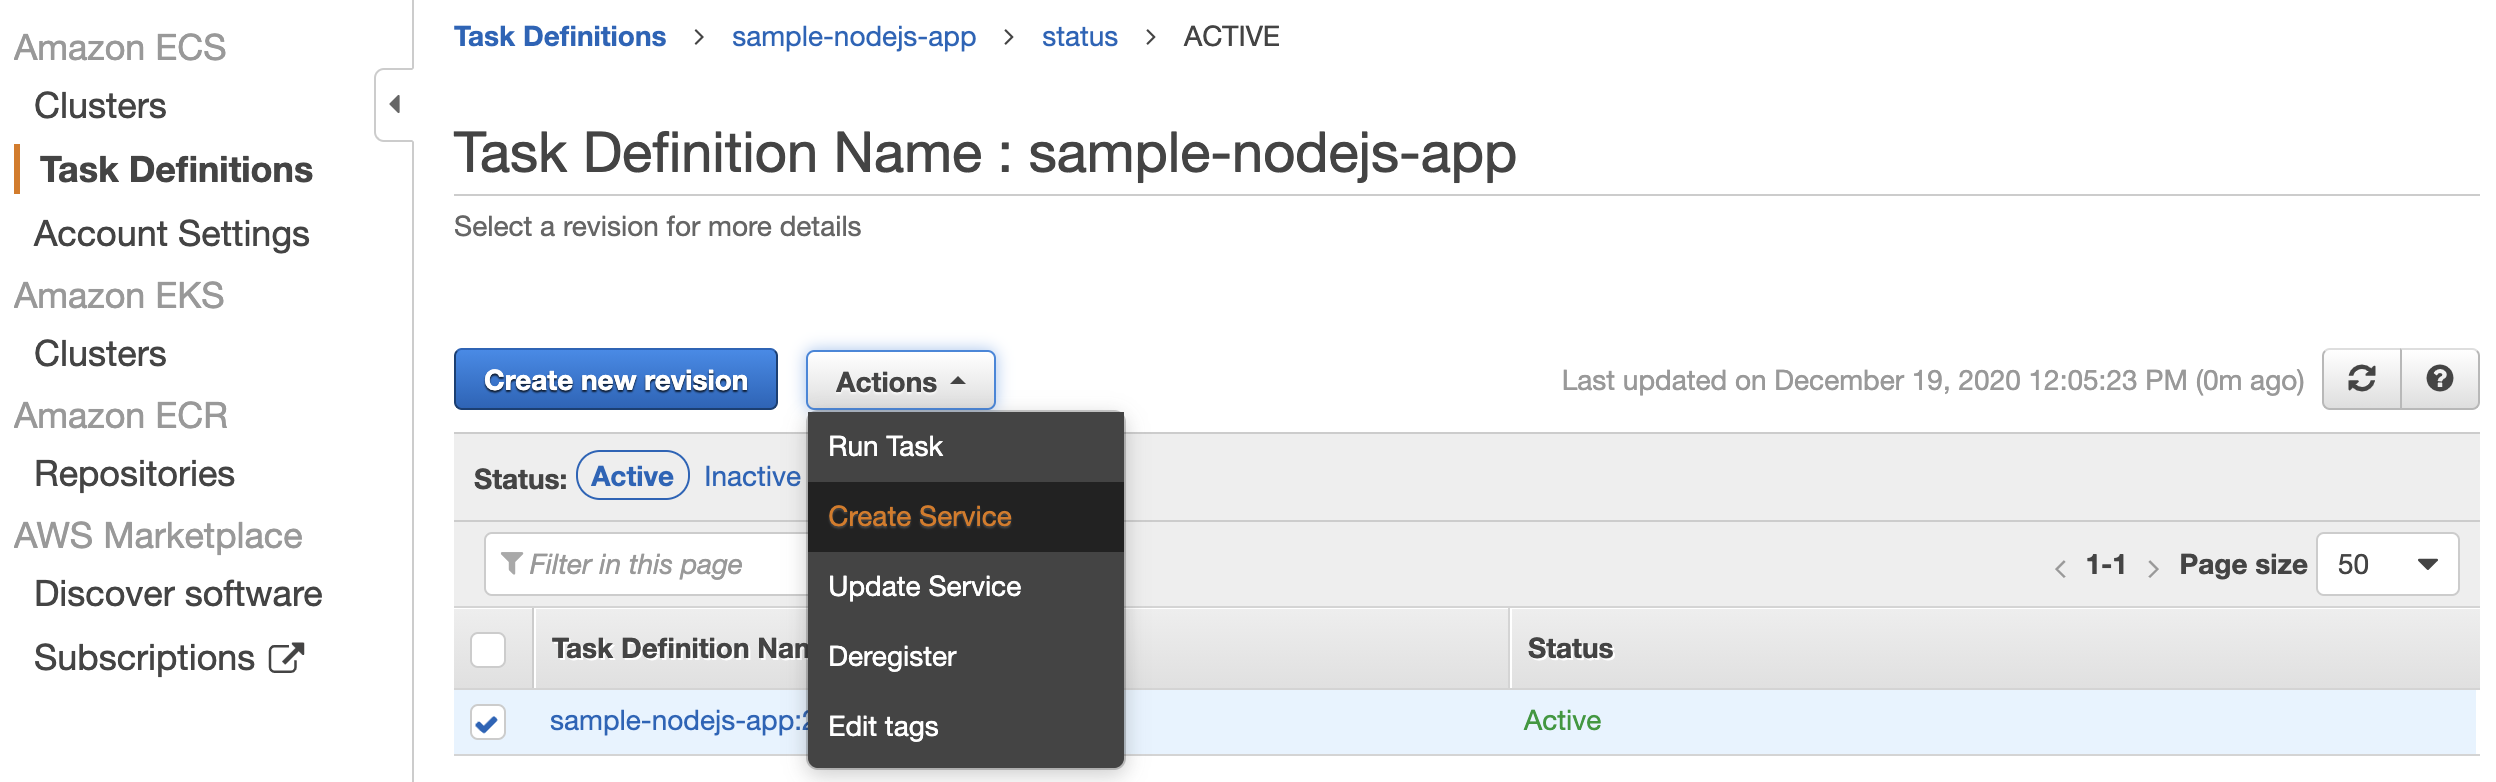 Amazon ECS
Clusters
Task Definitions
Account Settings
Amazon EKS
Clusters
Amazon ECR
Repositories
AWS Marketplace
Discover software
Subscriptions
Task Definitions > sample-nodejs-app > status > ACTIVE
Task Definition Name : sample-nodejs-app
Select a revision for more details
Create new revision
Actions
Last updated on December 19, 2020 12:05:23 PM (0m ago)
Run Task
Create Service
Update Service
Deregister
Edit tags
Status: Active Inactive
Filter in this page
< 1-1 > Page size 50
Task Definition
Status
sample-nodejs-app:
Active